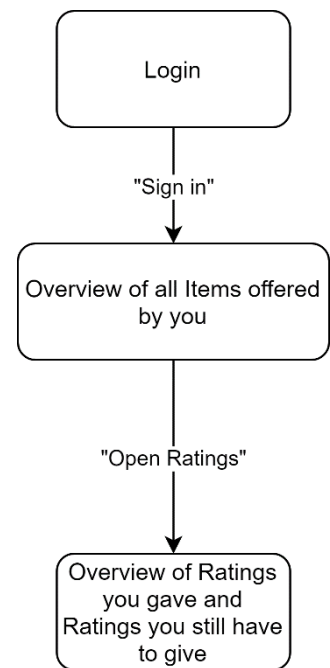 Login
"Sign in"
Overview of all Items offered
by you
"Open Ratings"
Overview of Ratings
you gave and
Ratings you still have
to give